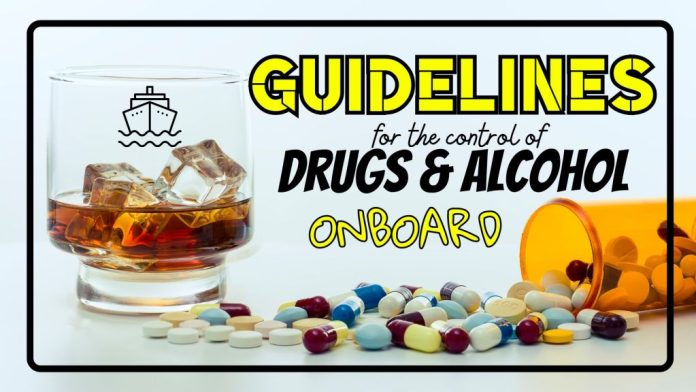 GUIDELINES
for the control of
DRUGS & ALCOHOL
ONBOARD